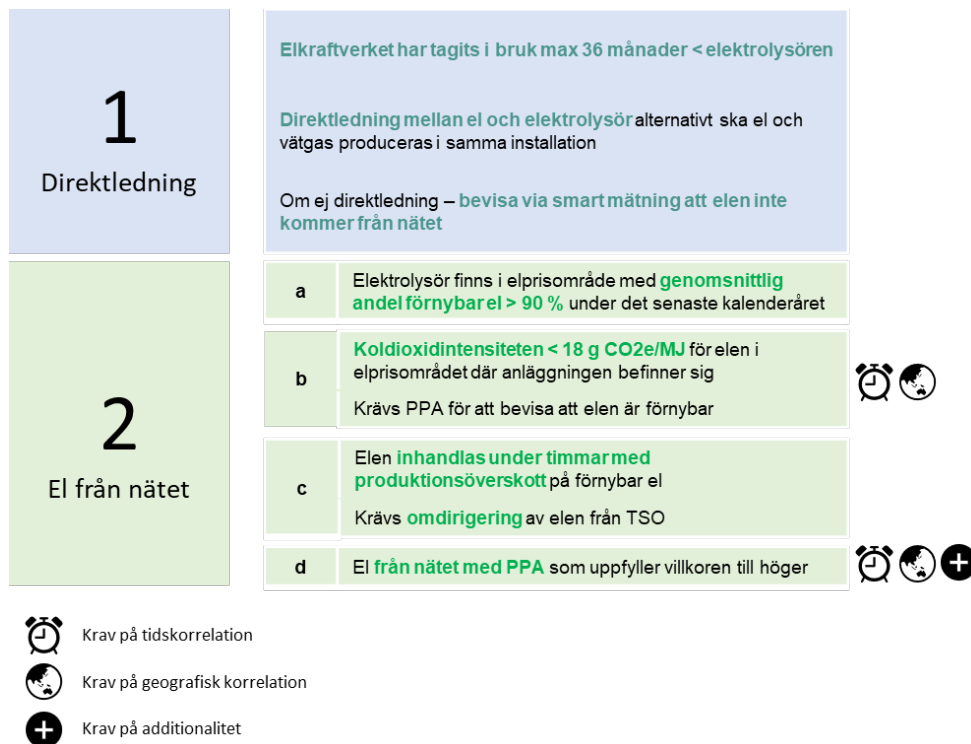 1
Direktledning
Elkraftverket har tagits i bruk max 36 månader < elektrolysören
Direktledning mellan el och elektrolysör alternativt ska el och
vätgas produceras i samma installation
Om ej direktledning – bevisa via smart mätning att elen inte
kommer från nätet
2
El från nätet
a
Elektrolysör finns i elprisområde med genomsnittlig
andel förnybar el > 90 % under det senaste kalenderåret
b
Koldioxidintensiteten < 18 g CO2e/MJ för elen i
elprisområdet där anläggningen befinner sig
Krävs PPA för att bevisa att elen är förnybar
c
Elen inhandlas under timmar med
produktionsöverskott på förnybar el
Krävs omdirigering av elen från TSO
d
El från nätet med PPA som uppfyller villkoren till höger
Krav på tidskorrelation
Krav på geografisk korrelation
Krav på additionalitet